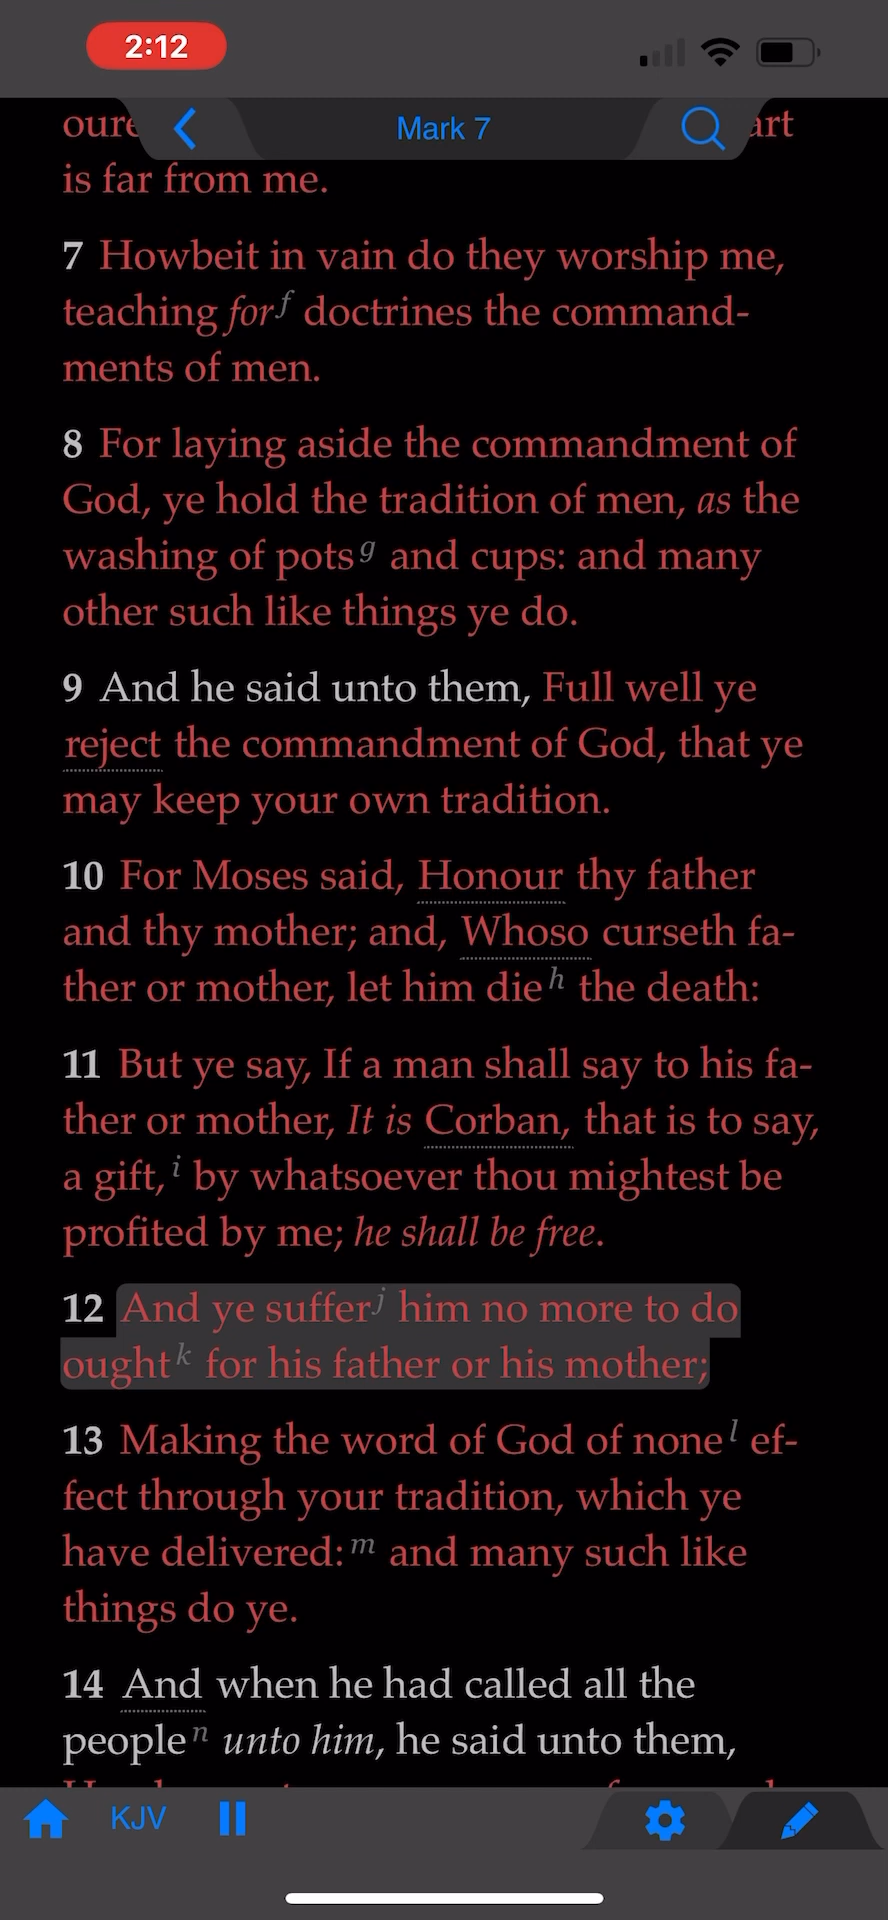 2:12
Mark 7
oure
art
is far from me.
7 Howbeit in vain do they worship me,
teaching for f doctrines the command-
ments of men.
8 For laying aside the commandment of
God, ye hold the tradition of men, as the
washing of pots g and cups: and many
other such like things ye do.
9 And he said unto them, Full well ye
reject the commandment of God, that ye
may keep your own tradition.
10 For Moses said, Honour thy father
and thy mother; and, Whoso curseth fa-
ther or mother, let him die h the death:
11 But ye say, If a man shall say to his fa-
ther or mother, It is Corban, that is to say,
a gift, i by whatsoever thou mightest be
profited by me; he shall be free.
12 And ye suffer j him no more to do
ought k for his father or his mother;
13 Making the word of God of none l ef-
fect through your tradition, which ye
have delivered: m and many such like
things do ye.
14 And when he had called all the
people n unto him, he said unto them,
KJV